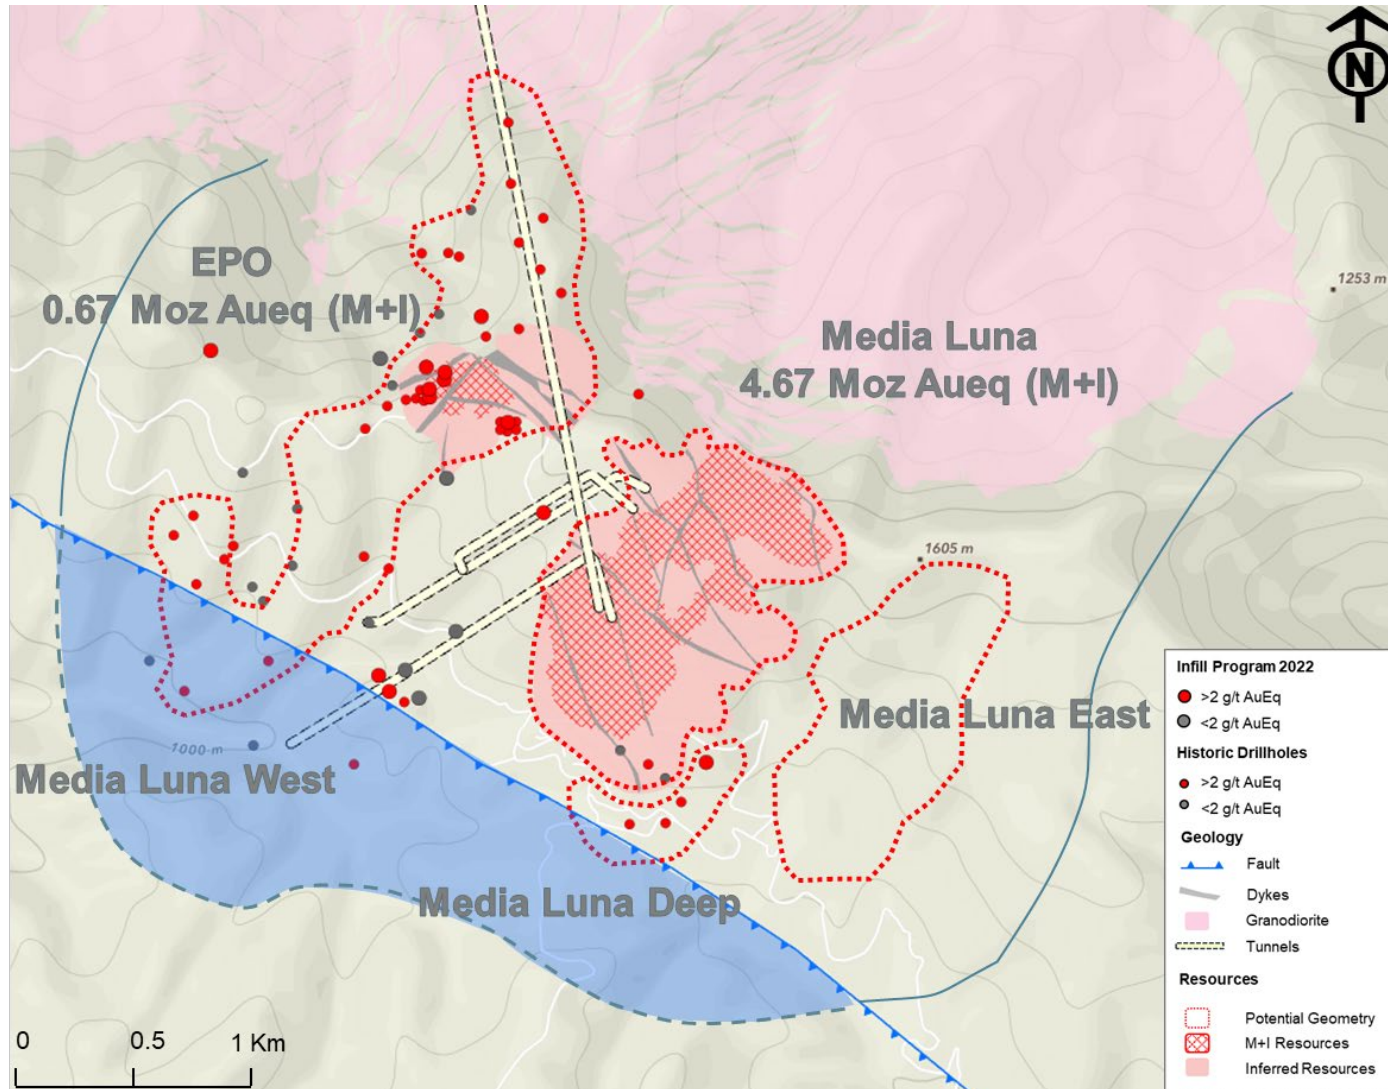 N
EPO
0.67 Moz Aueq (M+I)
1253 m
Media Luna
4.67 Moz Aueq (M+I)
1605 m
Media Luna East
1000 m
Media Luna West
Media Luna Deep
0 0.5 1 Km
Infill Program 2022
>2 g/t AuEq
<2 g/t AuEq
Historic Drillholes
>2 g/t AuEq
<2 g/t AuEq
Geology
Fault
Dykes
Granodiorite
Tunnels
Resources
Potential Geometry
M+I Resources
Inferred Resources